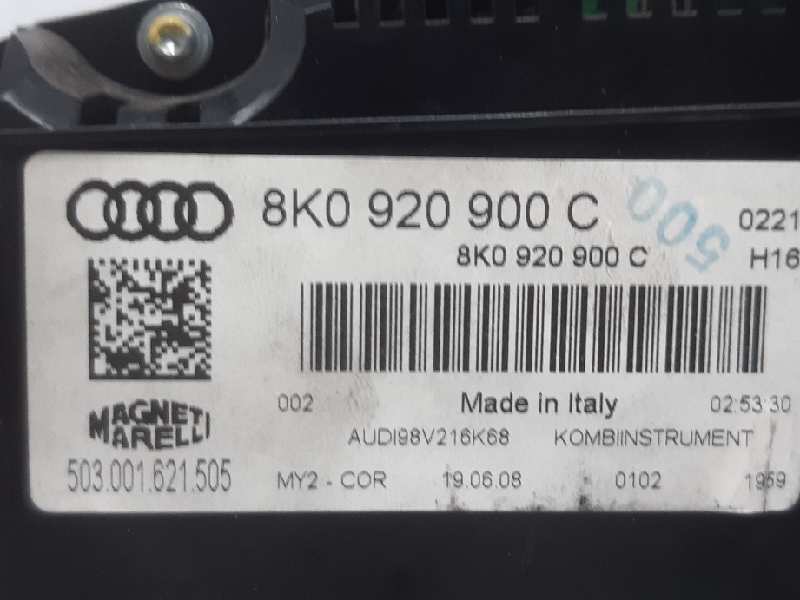 8K0 920 900 C
500
0221
8K0 920 900 C
H16
002
Made in Italy
02:53:30
MAGNETI
MARELLI
AUDI98V216K68
KOMBIINSTRUMENT
503.001.621.505
MY2 - COR
19.06.08
0102
1959